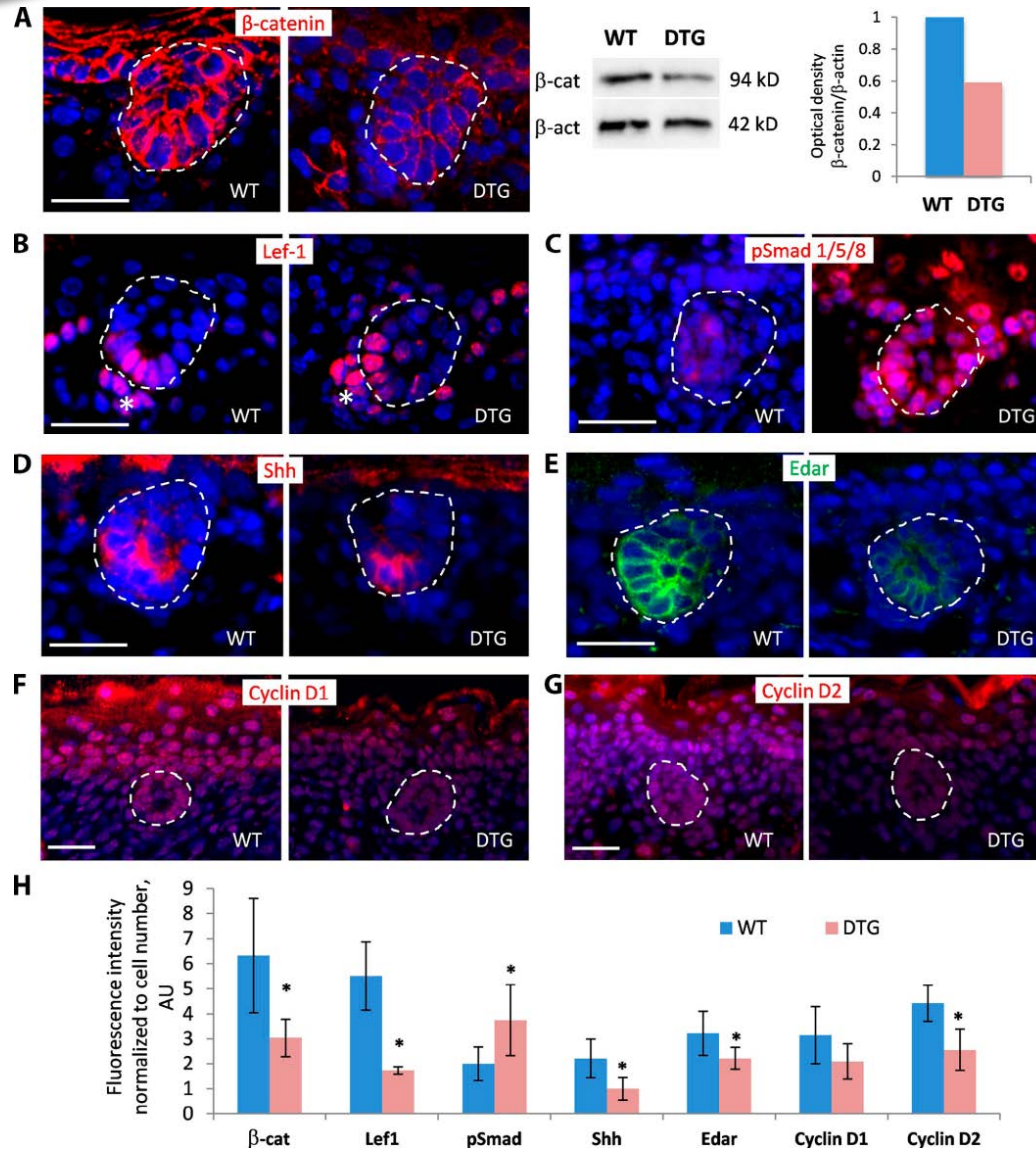 A
β-catenin
WT
DTG
WT DTG
β-cat
94 kD
β-act
42 kD
Optical density
β-catenin/β-actin
1
0.8
0.6
0.4
0.2
0
WT DTG
B
Lef-1
*
WT
*
DTG
C
pSmad 1/5/8
WT
DTG
D
Shh
WT
DTG
E
Edar
WT
DTG
F
Cyclin D1
WT
DTG
G
Cyclin D2
WT
DTG
H
Fluorescence intensity
normalized to cell number,
AU
9
8
7
6
5
4
3
2
1
0
WT
DTG
*
*
*
*
*
*
β-cat
Lef1
pSmad
Shh
Edar
Cyclin D1
Cyclin D2